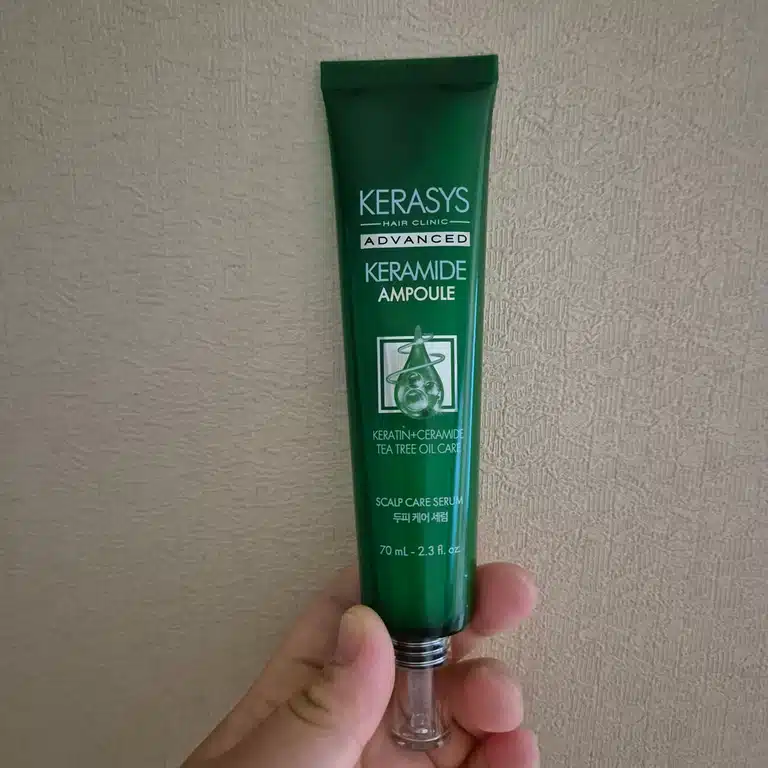 KERASYS
HAIR CLINIC
ADVANCED
KERAMIDE
AMPOULE
KERATIN+CERAMIDE
TEA TREE OIL CARE
SCALP CARE SERUM
두피 케어 세럼
70 mL - 2.3 fl. oz.